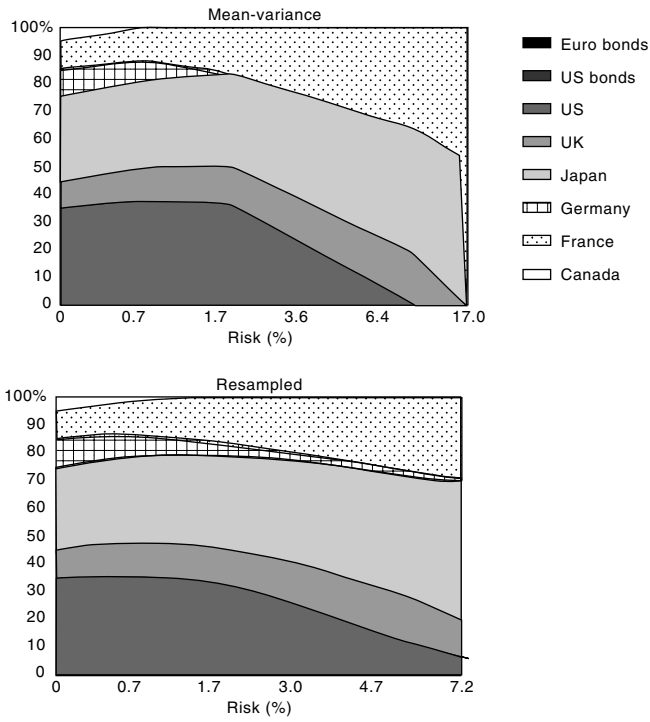 Mean-variance
100%
90
80
70
60
50
40
30
20
10
0
0 0.7 1.7 3.6 6.4 17.0
Risk (%)
Euro bonds
US bonds
US
UK
Japan
Germany
France
Canada
Resampled
100%
90
80
70
60
50
40
30
20
10
0
0 0.7 1.7 3.0 4.7 7.2
Risk (%)